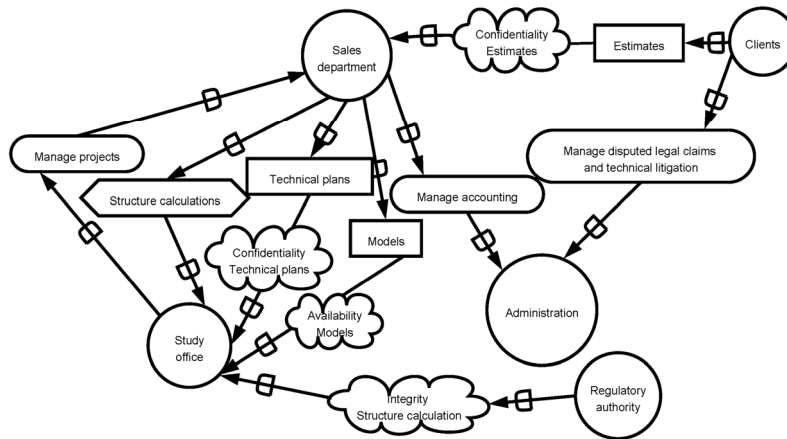 Sales
department
Confidentiality
Estimates
Estimates
Clients
Manage projects
Structure calculations
Technical plans
Manage accounting
Manage disputed legal claims
and technical litigation
Models
Confidentiality
Technical plans
Availability
Models
Administration
Study
office
Integrity
Structure calculation
Regulatory
authority